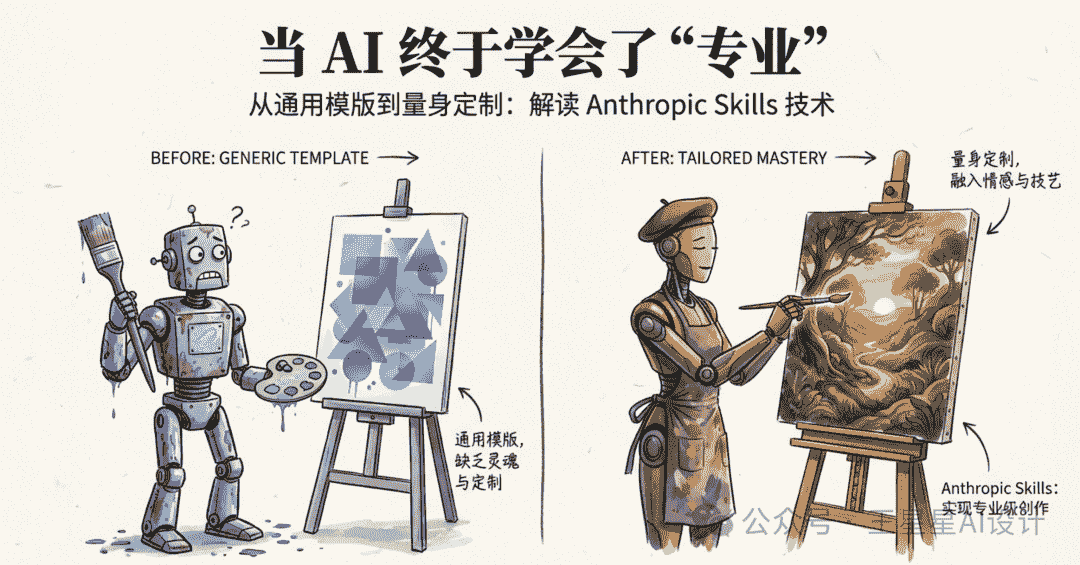 当 AI 终于学会了“专业”
从通用模版到量身定制：解读 Anthropic Skills 技术
BEFORE: GENERIC TEMPLATE
??
通用模版，
缺乏灵魂
与定制
AFTER: TAILORED MASTERY
量身定制，
融入情感与技艺
Anthropic Skills：
实现专业级创作
公众号 三星星AI设计